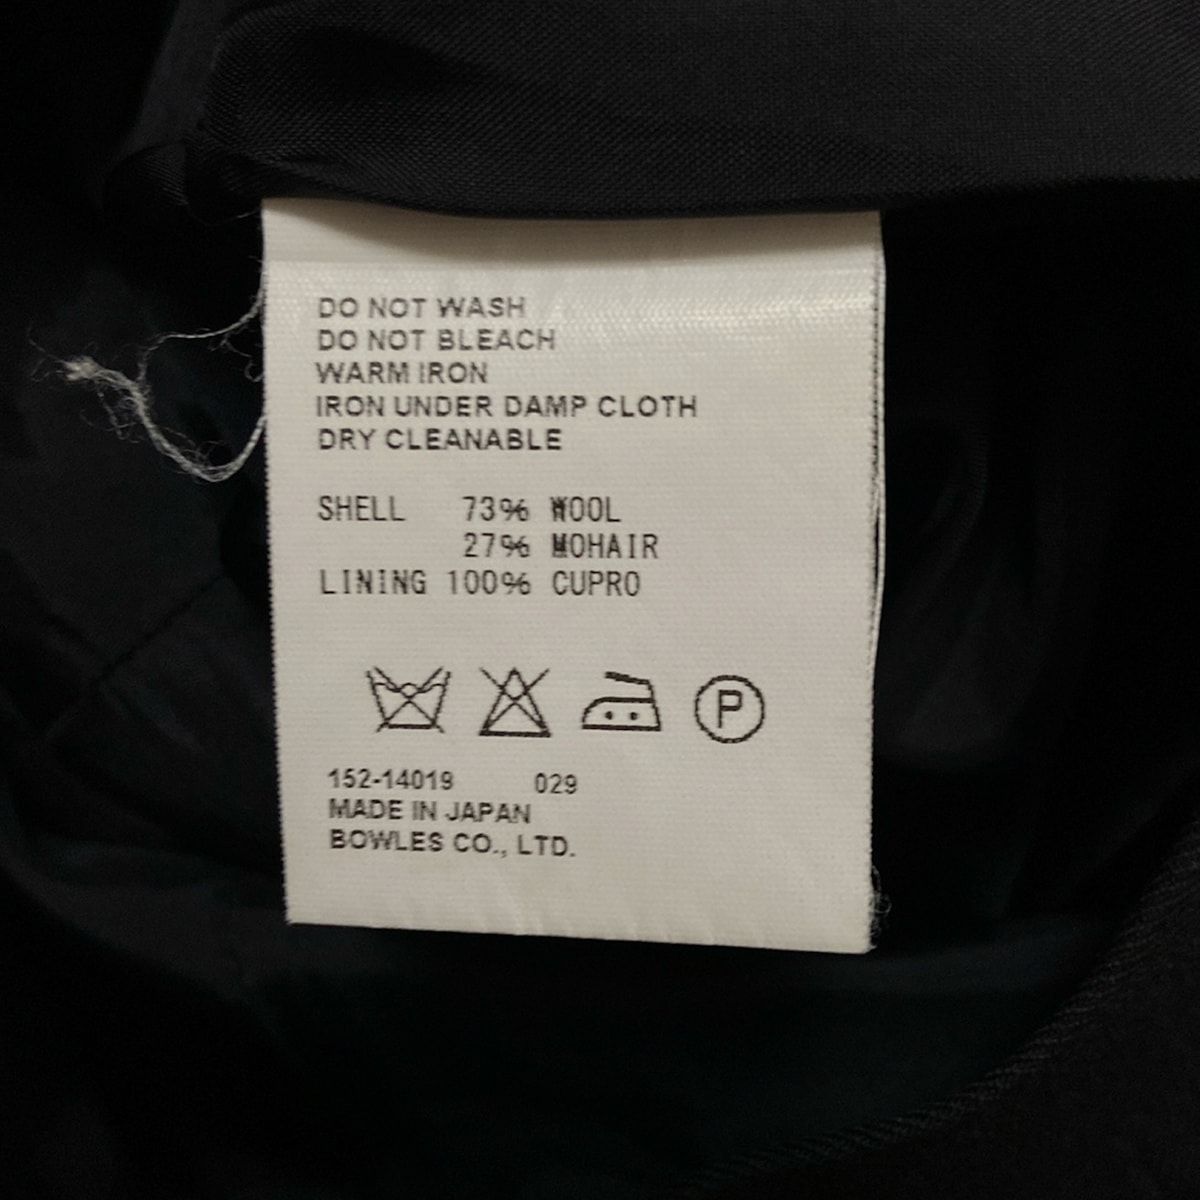 DO NOT WASH
DO NOT BLEACH
WARM IRON
IRON UNDER DAMP CLOTH
DRY CLEANABLE
SHELL 73% WOOL
27% MOHAIR
LINING 100% CUPRO
P
152-14019 029
MADE IN JAPAN
BOWLES CO., LTD.